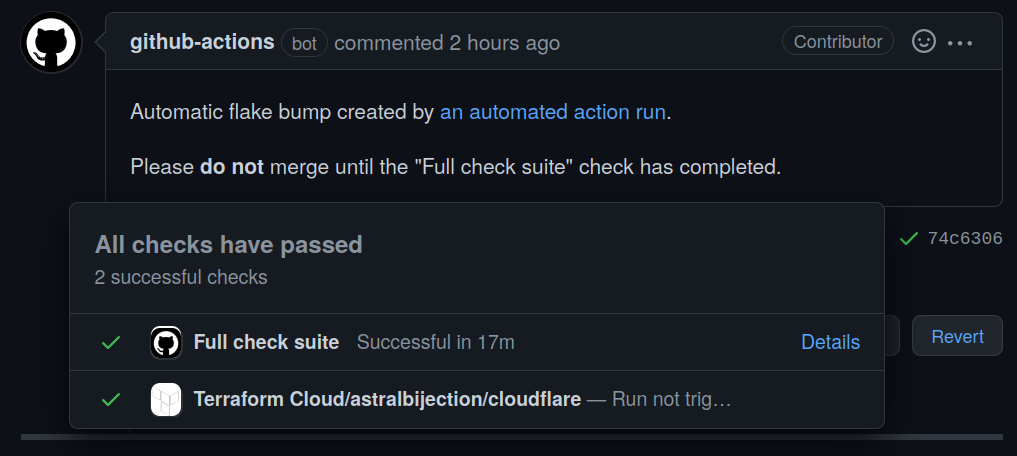 github-actions bot commented 2 hours ago Contributor
Automatic flake bump created by an automated action run.
Please do not merge until the "Full check suite" check has completed.
All checks have passed
2 successful checks
74c6306
Full check suite Successful in 17m Details
Revert
Terraform Cloud/astralbijection/cloudflare — Run not trig…